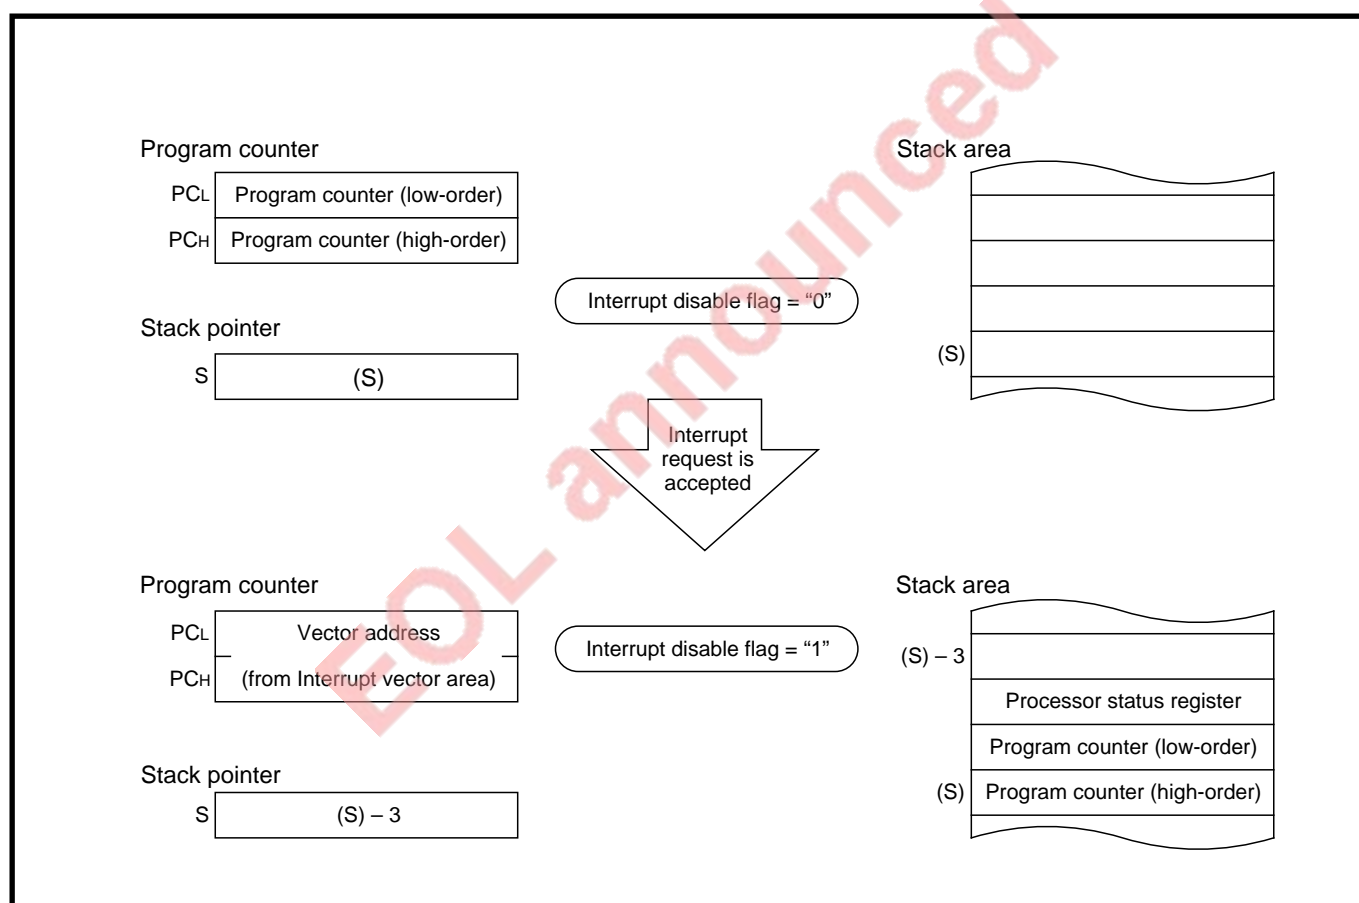 Program counter
PCL Program counter (low-order)
PCH Program counter (high-order)
Stack pointer
S (S)
Interrupt disable flag = “0”
Stack area
(S)
Interrupt
request is
accepted
Program counter
PCL Vector address
PCH (from Interrupt vector area)
Stack pointer
S (S) – 3
Interrupt disable flag = “1”
Stack area
(S) – 3
Processor status register
Program counter (low-order)
(S) Program counter (high-order)
EOL announced